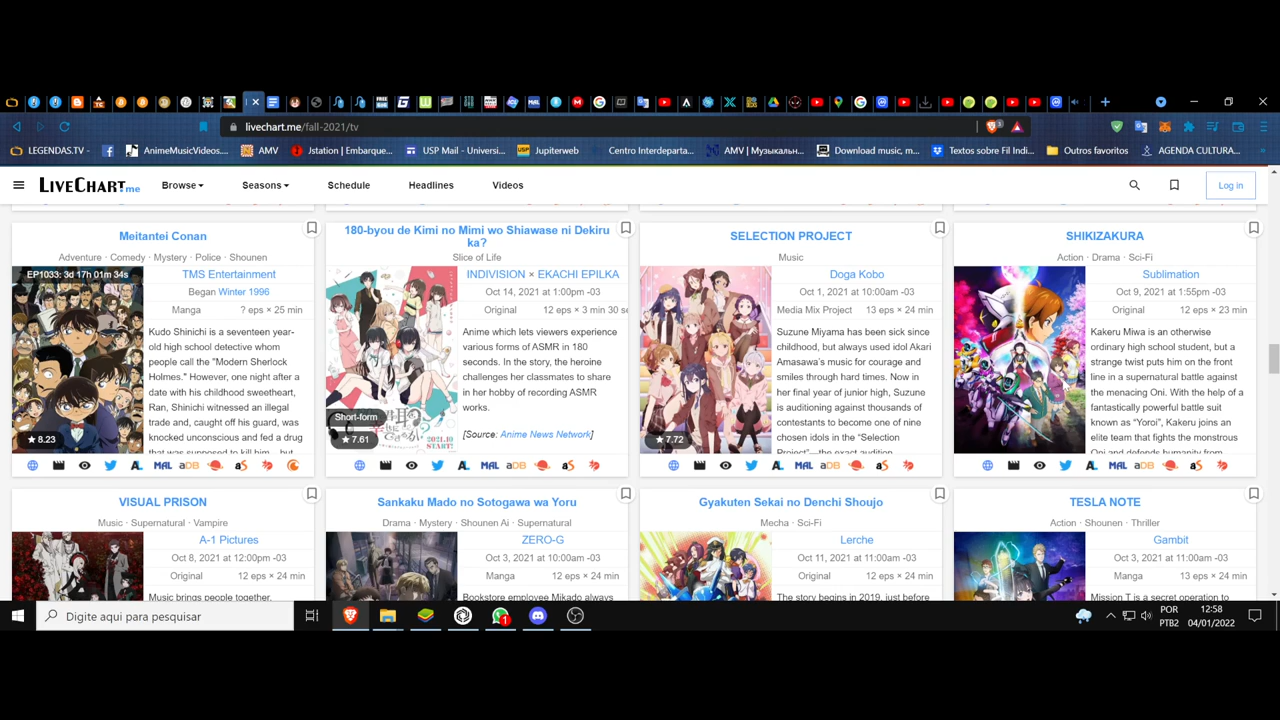 livechart.me/fall-2021/tv
LEGENDAS.TV -
AnimeMusicVideos....
AMV
Jstation | Embarque...
USP Mail - Universi...
Jupiterweb
Centro Interdeparta...
AMV | Музыкальн...
Download music, m...
Textos sobre Fil Indi...
Outros favoritos
AGENDA CULTURA...
LIVECHART.me
Browse
Seasons
Schedule
Headlines
Videos
Log in
Meitantei Conan
Adventure · Comedy · Mystery · Police · Shounen
EP1033: 3d 17h 01m 34s
TMS Entertainment
Began Winter 1996
Manga ? eps × 25 min
Kudo Shinichi is a seventeen year-
old high school detective whom
people call the "Modern Sherlock
Holmes." However, one night after a
date with his childhood sweetheart,
Ran, Shinichi witnessed an illegal
trade and, caught off his guard, was
knocked unconscious and fed a drug
that was supposed to kill him... but
8.23
180-byou de Kimi no Mimi wo Shiawase ni Dekiru
ka?
Slice of Life
INDIVISION × EKACHI EPILKA
Oct 14, 2021 at 1:00pm -03
Original 12 eps × 3 min 30 se
Anime which lets viewers experience
various forms of ASMR in 180
seconds. In the story, the heroine
challenges her classmates to share
in her hobby of recording ASMR
works.
[Source: Anime News Network]
Short-form
7.61
2021.10
START!
SELECTION PROJECT
Music
Doga Kobo
Oct 1, 2021 at 10:00am -03
Media Mix Project 13 eps × 24 min
Suzune Miyama has been sick since
childhood, but always used idol Akari
Amasawa's music for courage and
smiles through hard times. Now in
her final year of junior high, Suzune
is auditioning against thousands of
contestants to become one of nine
chosen idols in the "Selection
Project"—the exact audition
7.72
SHIKIZAKURA
Action · Drama · Sci-Fi
Sublimation
Oct 9, 2021 at 1:55pm -03
Original 12 eps × 23 min
Kakeru Miwa is an otherwise
ordinary high school student, but a
strange twist puts him on the front
line in a supernatural battle against
the menacing Oni. With the help of a
fantastically powerful battle suit
known as "Yoroi", Kakeru joins an
elite team that fights the monstrous
Oni and defends humanity from
MAL aDB aS
MAL aDB aS
MAL aDB aS
MAL aDB aS
VISUAL PRISON
Music · Supernatural · Vampire
A-1 Pictures
Oct 8, 2021 at 12:00pm -03
Original 12 eps × 24 min
Music brings people together.
Sankaku Mado no Sotogawa wa Yoru
Drama · Mystery · Shounen Ai · Supernatural
ZERO-G
Oct 3, 2021 at 10:00am -03
Manga 12 eps × 24 min
Bookstore employee Mikado always
Gyakuten Sekai no Denchi Shoujo
Mecha · Sci-Fi
Lerche
Oct 11, 2021 at 11:00am -03
Original 12 eps × 24 min
The story begins in 2019, just before
TESLA NOTE
Action · Shounen · Thriller
Gambit
Oct 3, 2021 at 11:00am -03
Manga 13 eps × 24 min
Mission T is a secret operation to
Digite aqui para pesquisar
POR
PTB2
12:58
04/01/2022